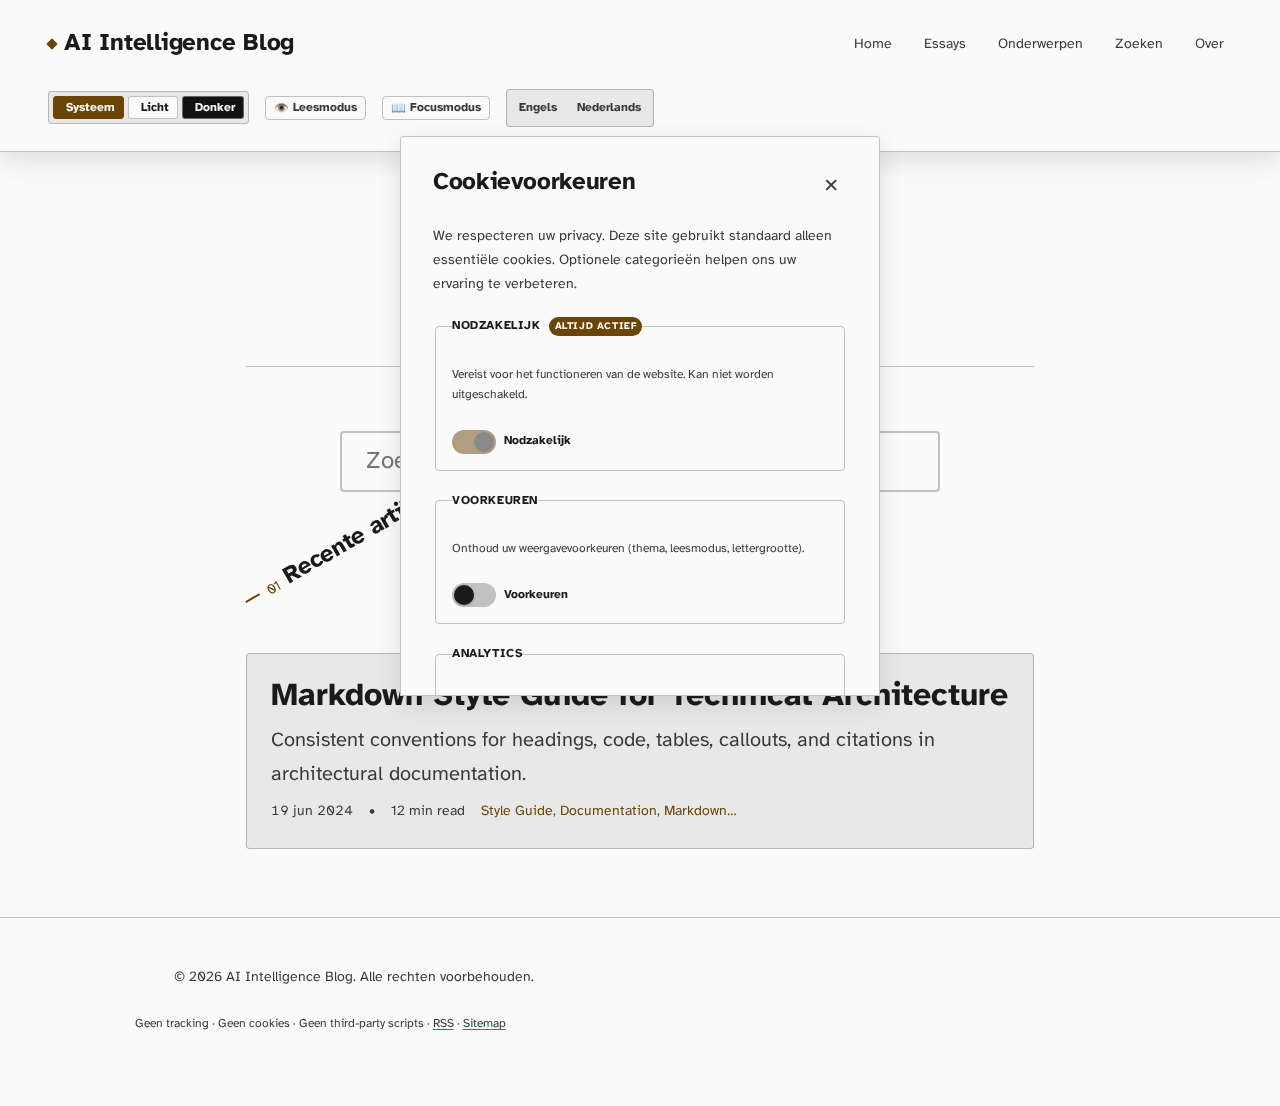 ◆ AI Intelligence Blog
Home Essays Onderwerpen Zoeken Over
Systeem Licht Donker 👁️ Leesmodus 📖 Focusmodus Engels Nederlands
Cookievoorkeuren ✕
We respecteren uw privacy. Deze site gebruikt standaard alleen
essentiële cookies. Optionele categorieën helpen ons uw
ervaring te verbeteren.
NODZAKELIJK ALTIJD ACTIEF
Vereist voor het functioneren van de website. Kan niet worden
uitgeschakeld.
Nodzakelijk
VOORKEUREN
Onthoud uw weergavevoorkeuren (thema, leesmodus, lettergrootte).
Voorkeuren
ANALYTICS
— 01 Recente
Markdown Style Guide for Technical Architecture
Consistent conventions for headings, code, tables, callouts, and citations in
architectural documentation.
19 jun 2024 • 12 min read Style Guide, Documentation, Markdown...
© 2026 AI Intelligence Blog. Alle rechten voorbehouden.
Geen tracking · Geen cookies · Geen third-party scripts · RSS · Sitemap